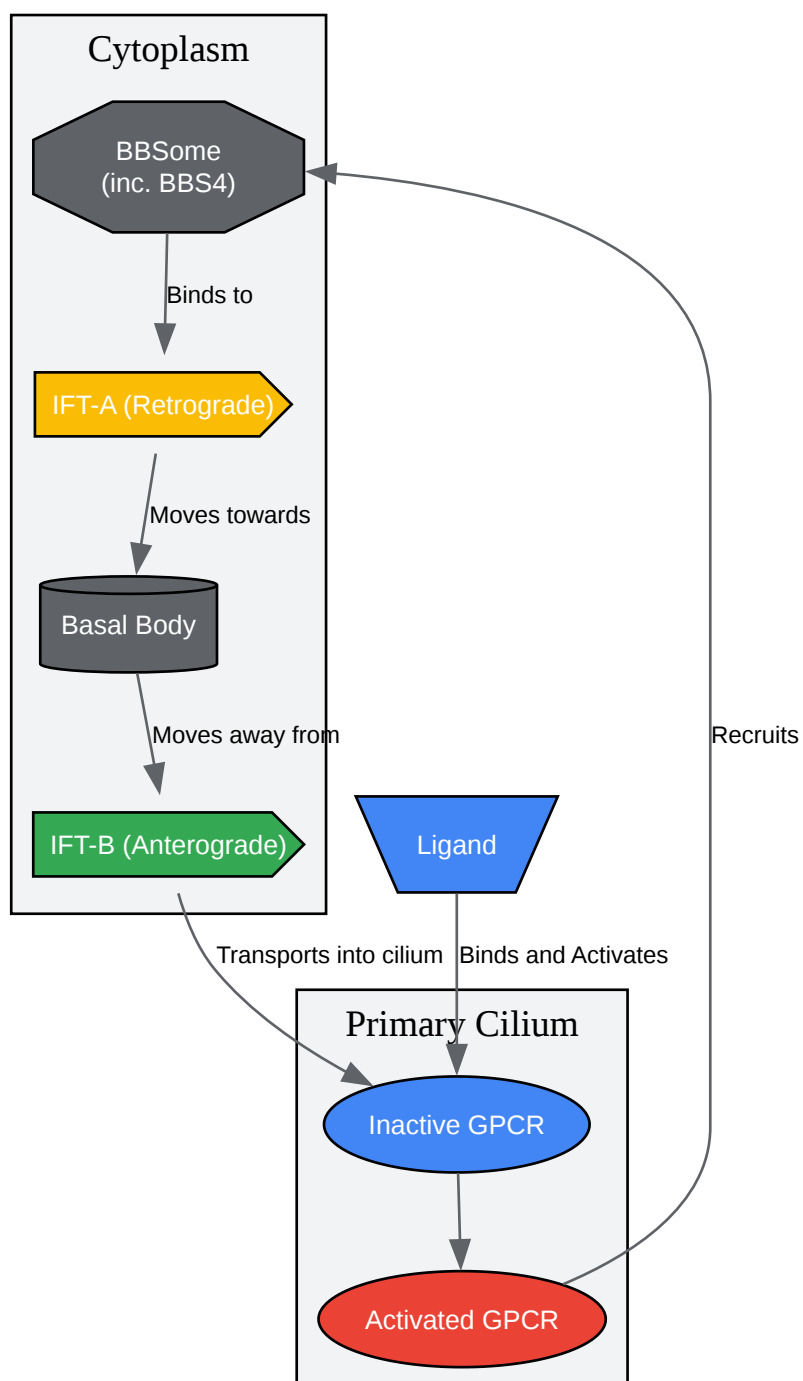 Cytoplasm
BBSome
(inc. BBS4)
Binds to
IFT-A (Retrograde)
Moves towards
Basal Body
Moves away from
Recruits
IFT-B (Anterograde)
Ligand
Transports into cilium
Binds and Activates
Primary Cilium
Inactive GPCR
Activated GPCR